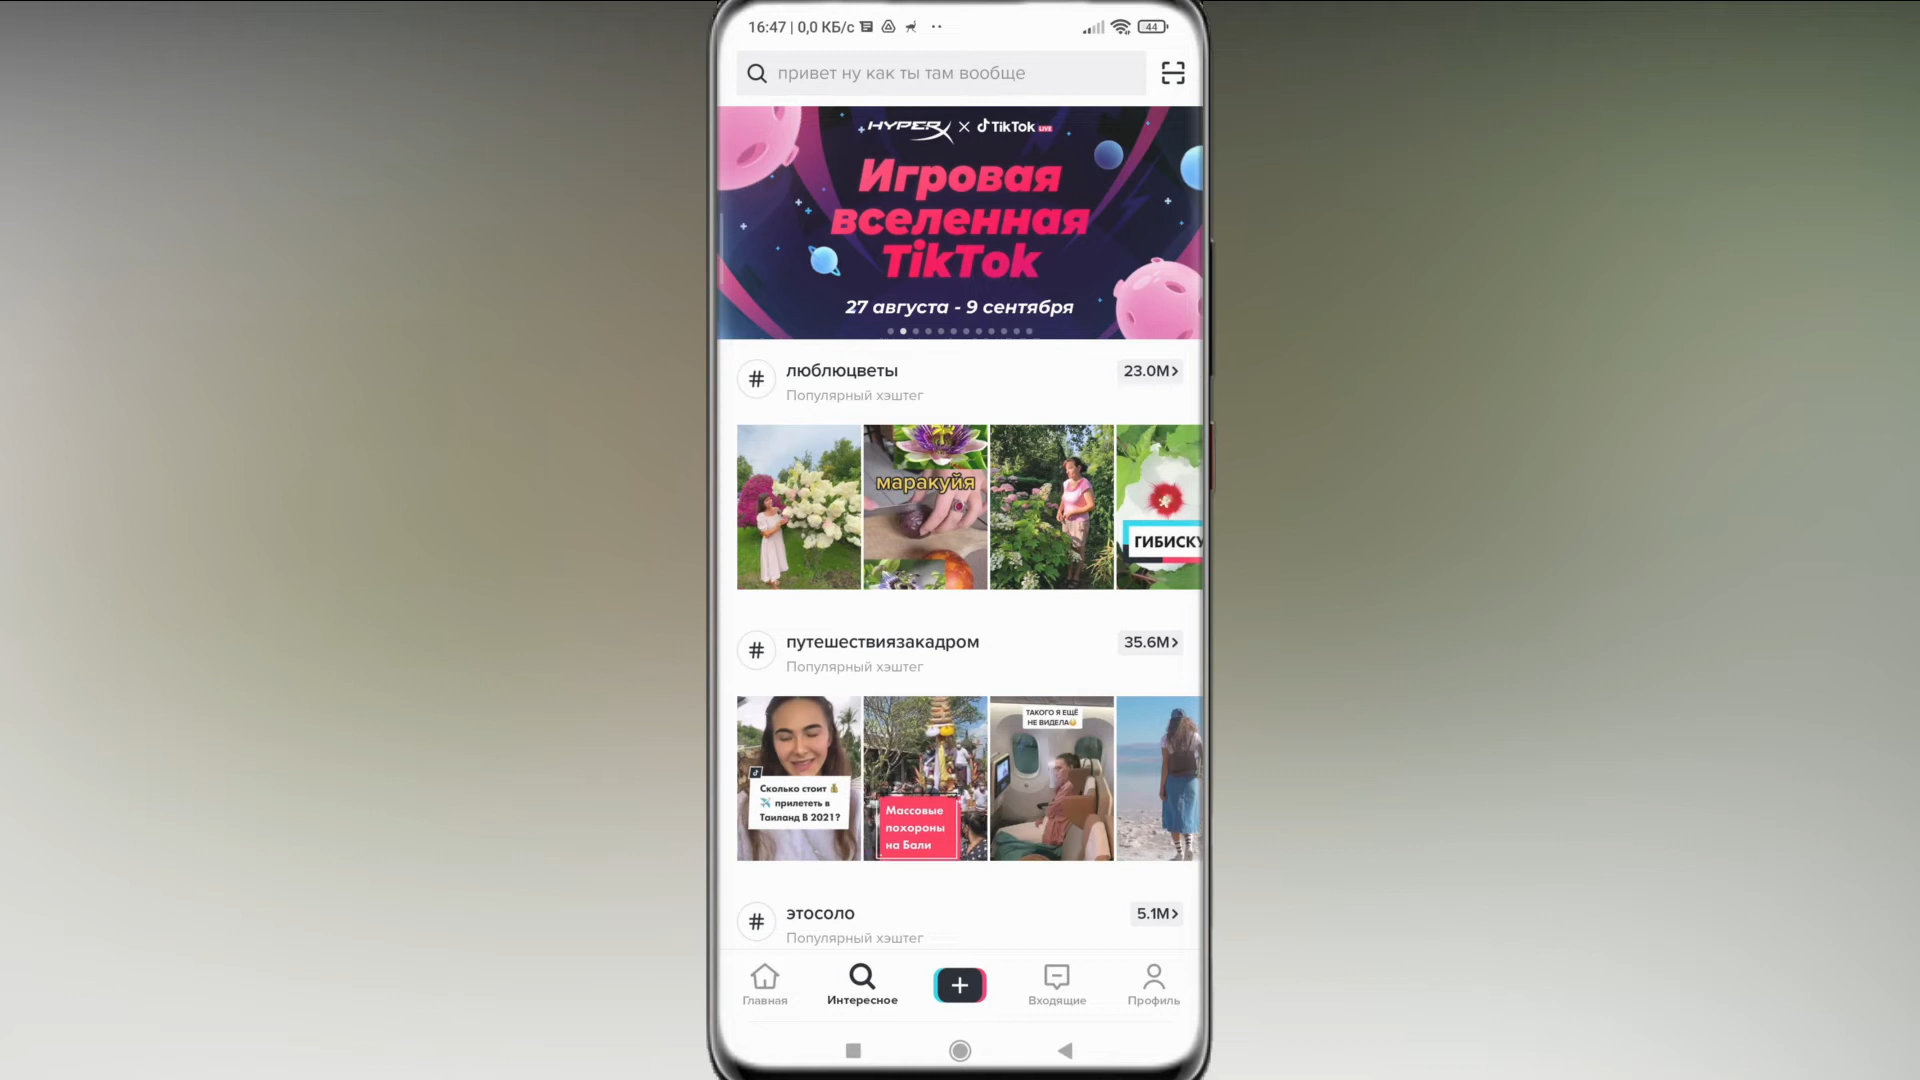 16:47 | 0,0 КБ/с
44
привет ну как ты там вообще
HYPERX × TikTok LIVE
Игровая
вселенная
TikTok
27 августа - 9 сентября
# люблюцветы
23.0M>
Популярный хэштег
маракуйя
ГИБИСКУ
# путешествиязакадром
35.6M>
Популярный хэштег
Сколько стоит
прилететь в
Таиланд В 2021?
Массовые
похороны
на Бали
ТАКОГО Я ЕЩЁ
НЕ ВИДЕЛА
# этосоло
5.1M>
Популярный хэштег
Главная
Интересное
Входящие
Профиль